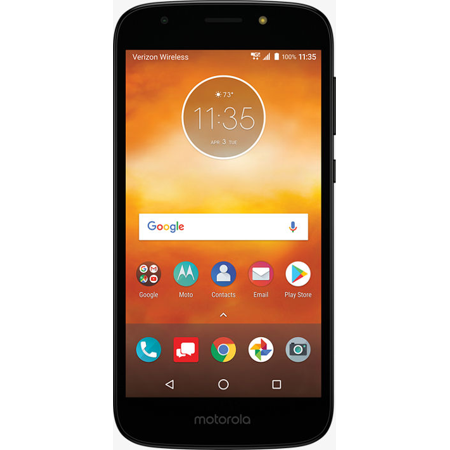 Verizon Wireless 100% 11:35
73°
11:35
APR 3, TUE
Google
Google Moto Contacts Email Play Store
motorola